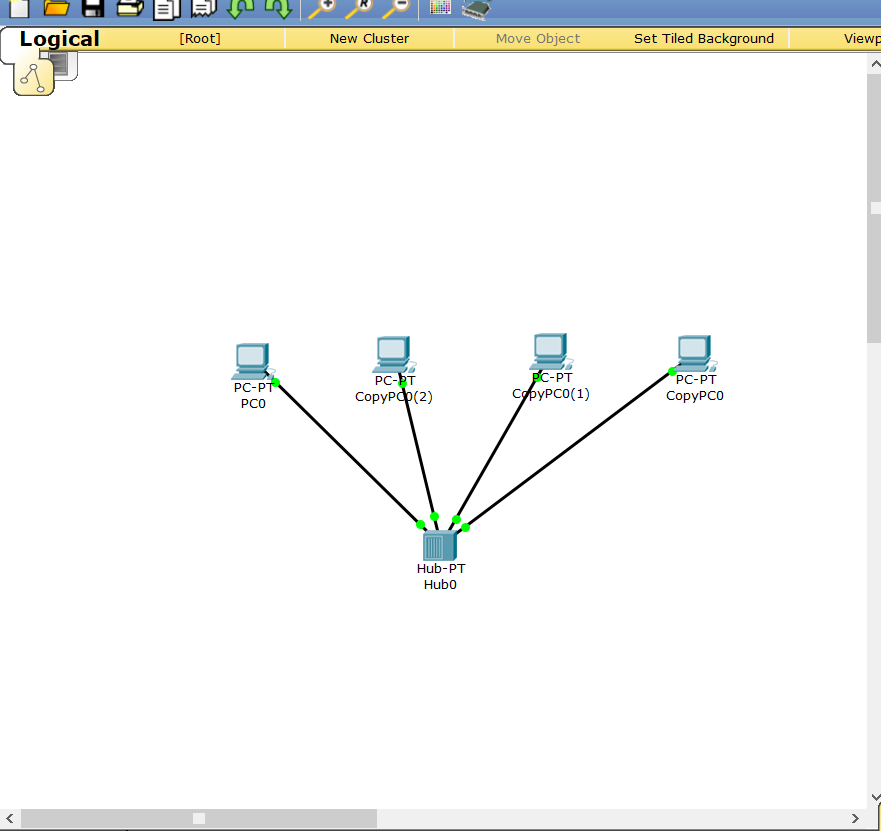 Logical
[Root]
New Cluster
Move Object
Set Tiled Background
Viewp
PC-PT
PC0
PC-PT
CopyPC0(2)
PC-PT
CopyPC0(1)
PC-PT
CopyPC0
Hub-PT
Hub0